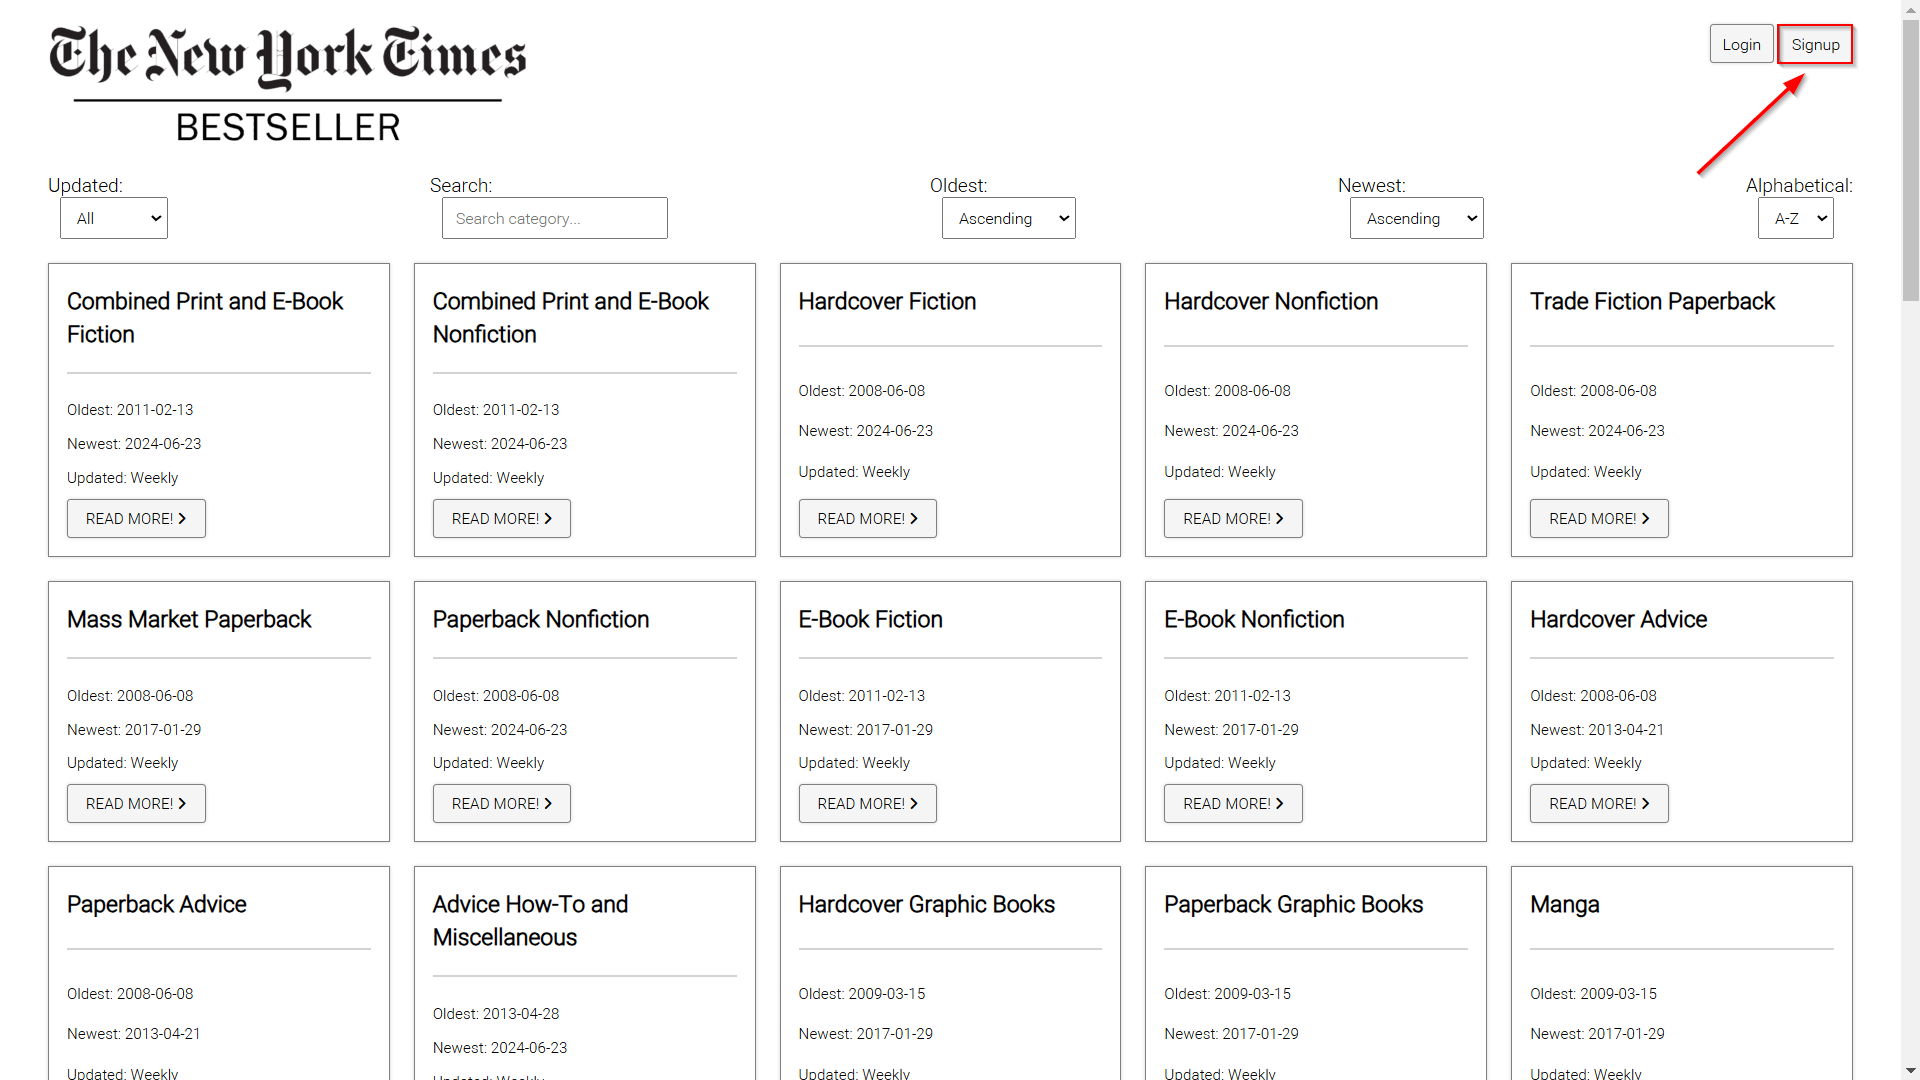 The New York Times
BESTSELLER
Login
Signup
Updated:
All
Search:
Search category...
Oldest:
Ascending
Newest:
Ascending
Alphabetical:
A-Z
Combined Print and E-Book
Fiction
Oldest: 2011-02-13
Newest: 2024-06-23
Updated: Weekly
READ MORE!
Combined Print and E-Book
Nonfiction
Oldest: 2011-02-13
Newest: 2024-06-23
Updated: Weekly
READ MORE!
Hardcover Fiction
Oldest: 2008-06-08
Newest: 2024-06-23
Updated: Weekly
READ MORE!
Hardcover Nonfiction
Oldest: 2008-06-08
Newest: 2024-06-23
Updated: Weekly
READ MORE!
Trade Fiction Paperback
Oldest: 2008-06-08
Newest: 2024-06-23
Updated: Weekly
READ MORE!
Mass Market Paperback
Oldest: 2008-06-08
Newest: 2017-01-29
Updated: Weekly
READ MORE!
Paperback Nonfiction
Oldest: 2008-06-08
Newest: 2024-06-23
Updated: Weekly
READ MORE!
E-Book Fiction
Oldest: 2011-02-13
Newest: 2017-01-29
Updated: Weekly
READ MORE!
E-Book Nonfiction
Oldest: 2011-02-13
Newest: 2017-01-29
Updated: Weekly
READ MORE!
Hardcover Advice
Oldest: 2008-06-08
Newest: 2013-04-21
Updated: Weekly
READ MORE!
Paperback Advice
Oldest: 2008-06-08
Newest: 2013-04-21
Updated: Weekly
Advice How-To and
Miscellaneous
Oldest: 2013-04-28
Newest: 2024-06-23
Updated: Weekly
Hardcover Graphic Books
Oldest: 2009-03-15
Newest: 2017-01-29
Updated: Weekly
Paperback Graphic Books
Oldest: 2009-03-15
Newest: 2017-01-29
Updated: Weekly
Manga
Oldest: 2009-03-15
Newest: 2017-01-29
Updated: Weekly